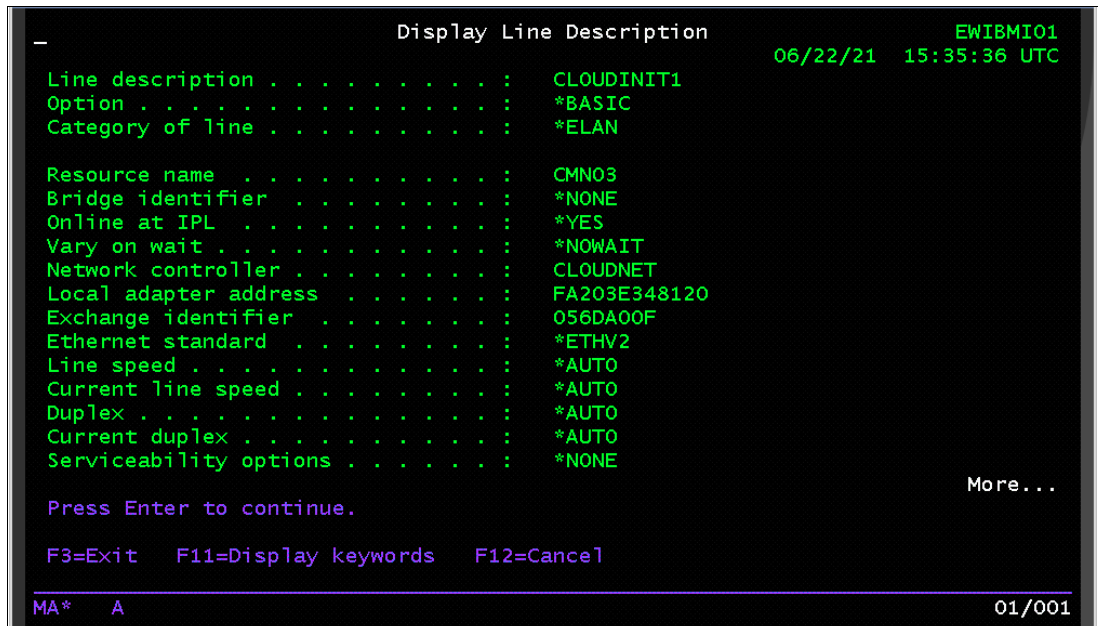 Display Line Description EWIBMIO1
06/22/21 15:35:36 UTC
Line description . . . . . . . . . : CLOUDINIT1
Option . . . . . . . . . . . . . . : *BASIC
Category of line . . . . . . . . . : *ELAN
Resource name . . . . . . . . . . : CMN03
Bridge identifier . . . . . . . . : *NONE
Online at IPL . . . . . . . . . . : *YES
Vary on wait . . . . . . . . . . . : *NOWAIT
Network controller . . . . . . . . : CLOUDNET
Local adapter address . . . . . . : FA203E348120
Exchange identifier . . . . . . . : 056DA00F
Ethernet standard . . . . . . . . : *ETHV2
Line speed . . . . . . . . . . . . : *AUTO
Current line speed . . . . . . . . : *AUTO
Duplex . . . . . . . . . . . . . . : *AUTO
Current duplex . . . . . . . . . . : *AUTO
Serviceability options . . . . . . : *NONE
More...
Press Enter to continue.
F3=Exit F11=Display keywords F12=Cancel
MA* A 01/001